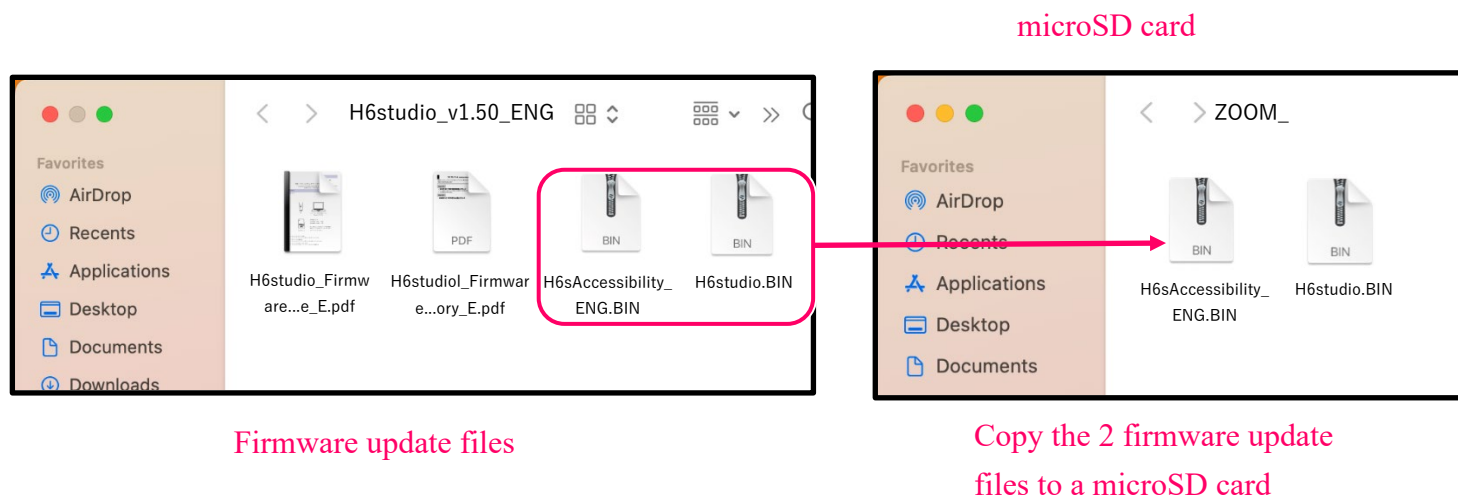 microSD card
H6studio_v1.50_ENG
Favorites
AirDrop
Recents
Applications
Desktop
Documents
Downloads
PDF
BIN
BIN
H6studio_Firmw
are...e_E.pdf
H6studiol_Firmwar
e...ory_E.pdf
H6sAccessibility_
ENG.BIN
H6studio.BIN
Firmware update files
ZOOM_
Favorites
AirDrop
Recents
Applications
Desktop
Documents
BIN
BIN
H6sAccessibility_
ENG.BIN
H6studio.BIN
Copy the 2 firmware update
files to a microSD card